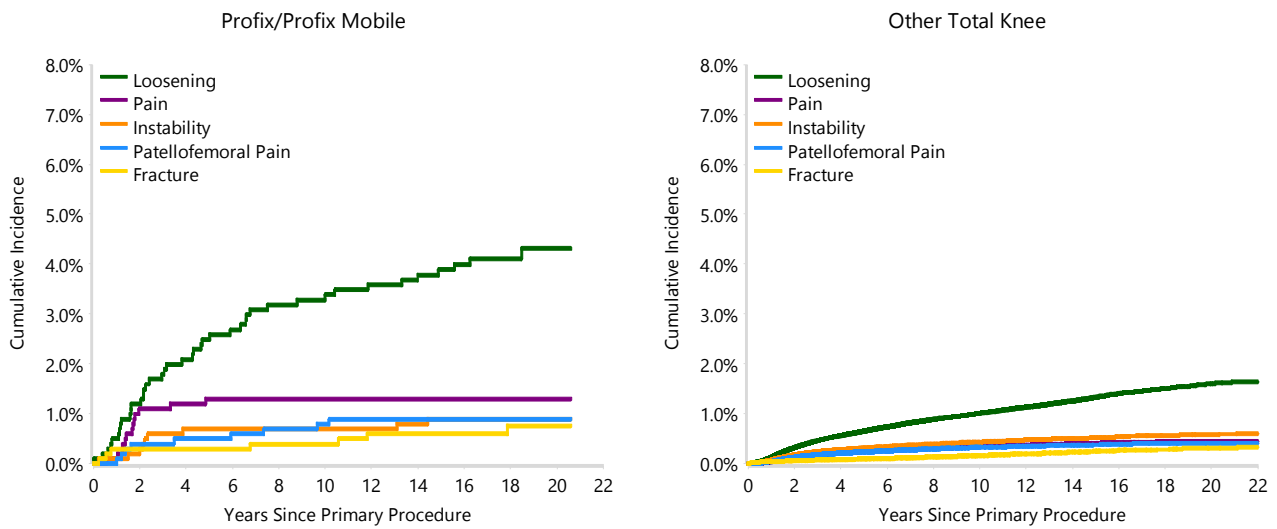 Profix/Profix Mobile
Cumulative Incidence
8.0%
7.0%
6.0%
5.0%
4.0%
3.0%
2.0%
1.0%
0.0%
Loosening
Pain
Instability
Patellofemoral Pain
Fracture
0 2 4 6 8 10 12 14 16 18 20 22
Years Since Primary Procedure
Other Total Knee
Cumulative Incidence
8.0%
7.0%
6.0%
5.0%
4.0%
3.0%
2.0%
1.0%
0.0%
Loosening
Pain
Instability
Patellofemoral Pain
Fracture
0 2 4 6 8 10 12 14 16 18 20 22
Years Since Primary Procedure